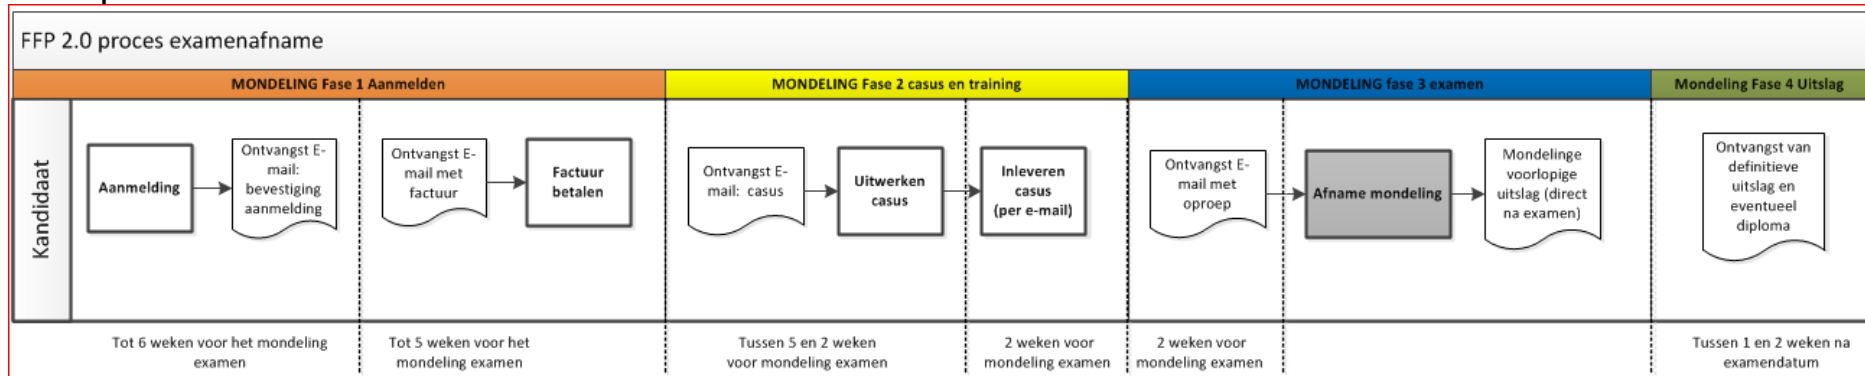 FFP 2.0 proces examenafname
MONDELING Fase 1 Aanmelden
MONDELING Fase 2 casus en training
MONDELING fase 3 examen
Mondeling Fase 4 Uitslag
Kandidaat
Aanmelding
Ontvangst E-
mail:
bevestiging
aanmelding
Ontvangst E-
mail met
factuur
Factuur
betalen
Ontvangst E-
mail: casus
Uitwerken
casus
Inleveren
casus
(per e-mail)
Ontvangst E-
mail met
oproep
Afname mondeling
Mondelinge
voorlopige
uitslag (direct
na examen)
Ontvangst van
definitieve
uitslag en
eventueel
diploma
Tot 6 weken voor het mondeling
examen
Tot 5 weken voor het
mondeling examen
Tussen 5 en 2 weken
voor mondeling examen
2 weken voor
mondeling examen
2 weken voor
mondeling examen
Tussen 1 en 2 weken na
examendatum